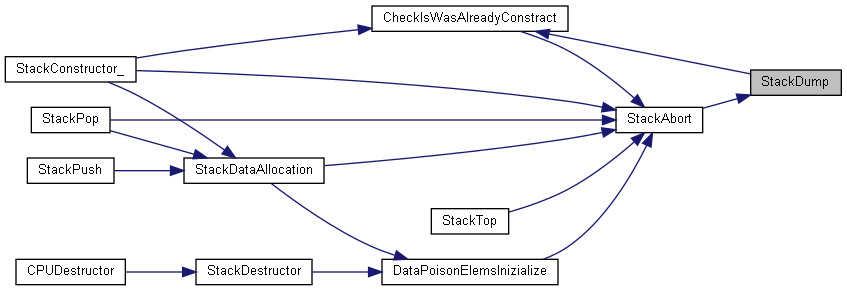 CheckIsWasAlreadyConstract
StackConstructor_
StackDump
StackPop
StackAbort
StackPush
StackDataAllocation
StackTop
CPUDestructor
StackDestructor
DataPoisonElemsInizialize